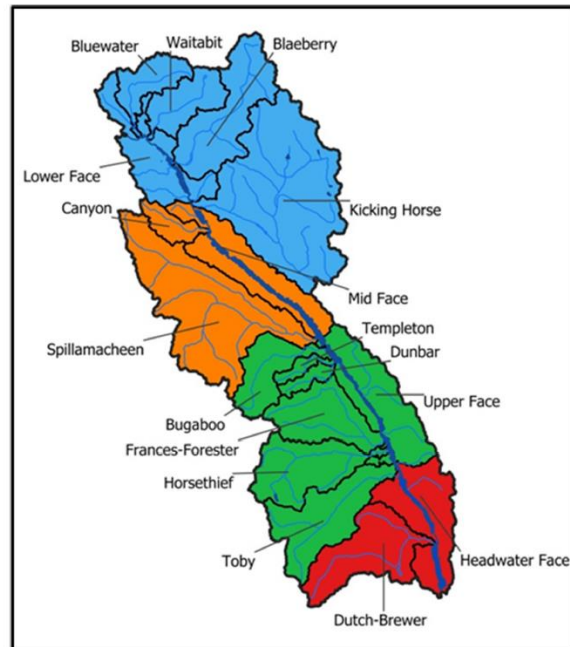 Waitabit
Bluewater
Blaeberry
Lower Face
Canyon
Kicking Horse
Mid Face
Spillamacheen
Templeton
Dunbar
Bugaboo
Upper Face
Frances-Forester
Horsethief
Toby
Headwater Face
Dutch-Brewer